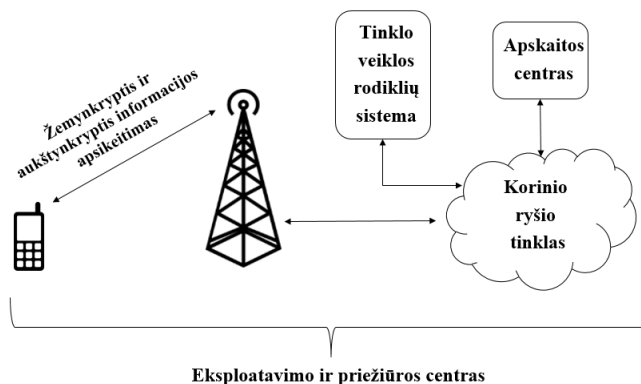 Žemynkryptis ir
aukštynkryptis informacijos
apsikeitimas
Tinklo
veiklos
rodiklių
sistema
Apskaitos
centras
Korinio
ryšio
tinklas
Eksploatavimo ir priežiūros centras